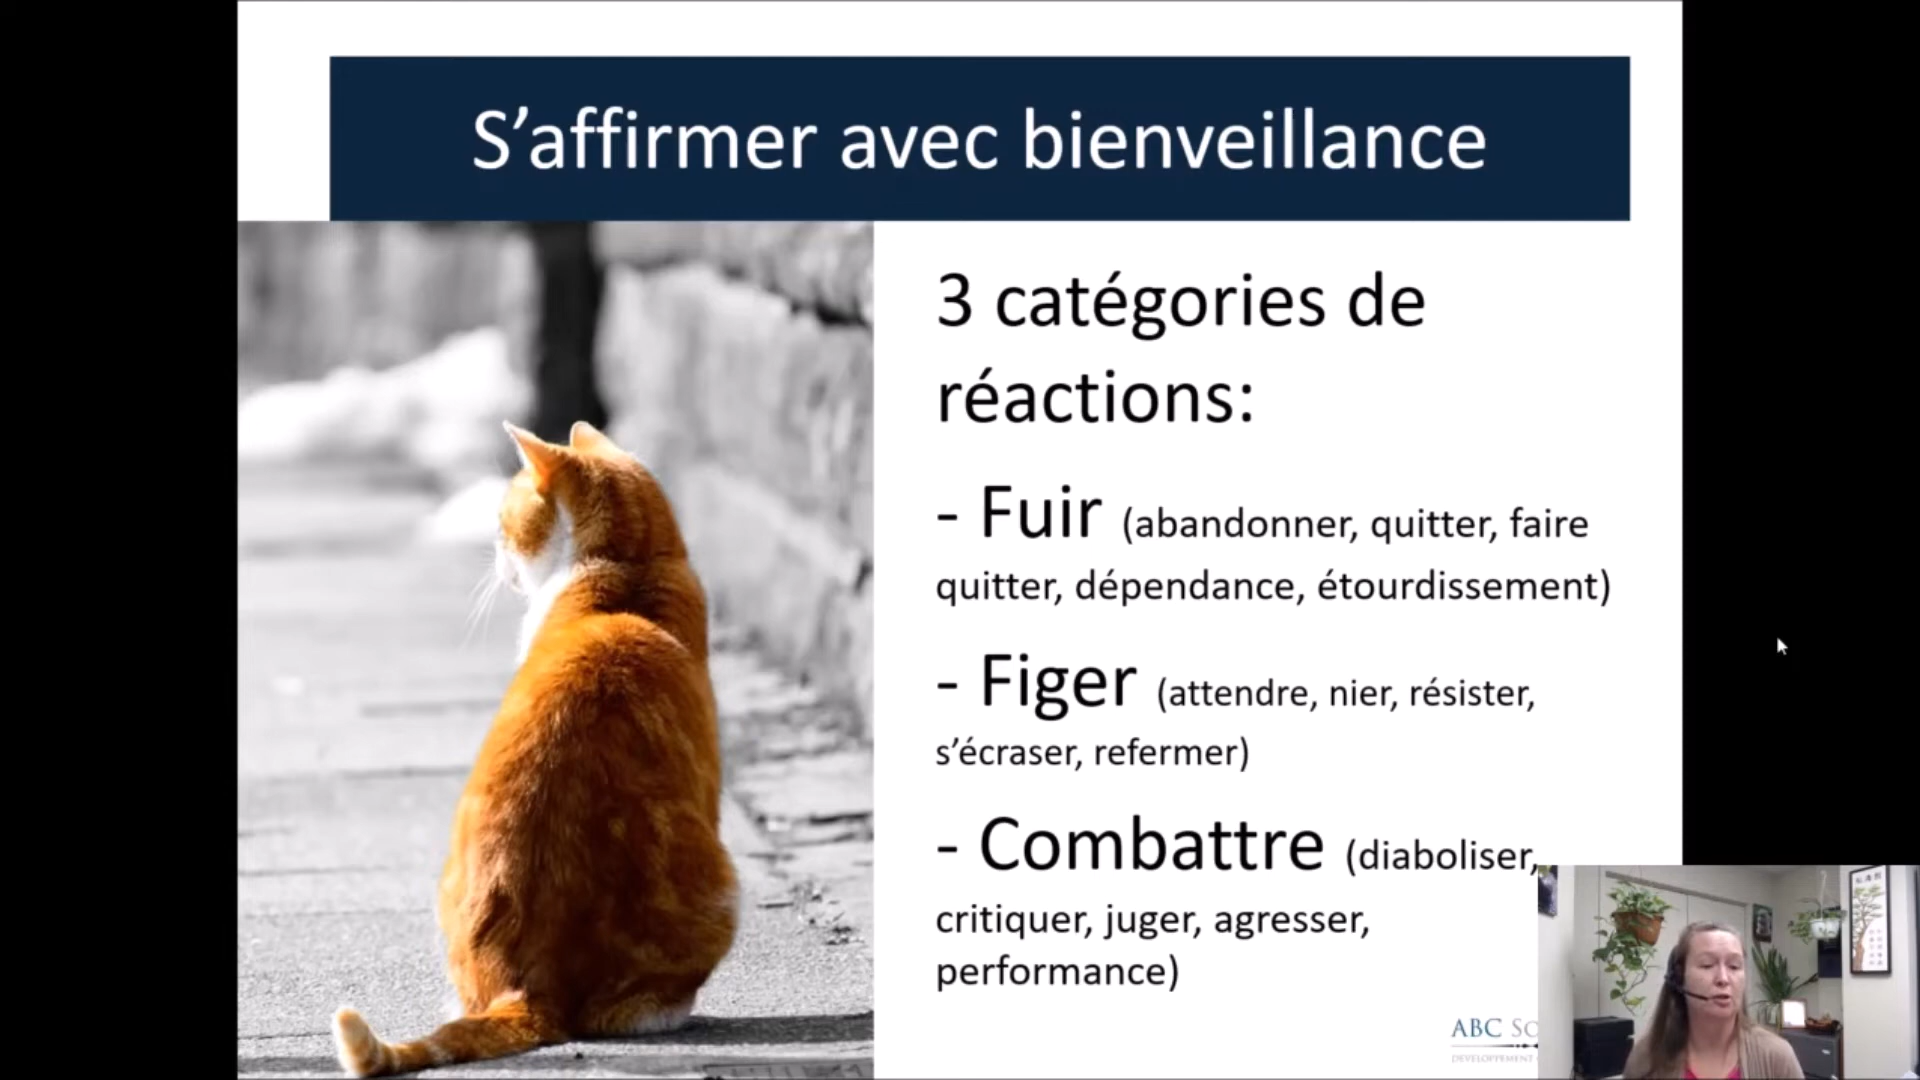 S’affirmer avec bienveillance
3 catégories de
réactions:
- Fuir (abandonner, quitter, faire
quitter, dépendance, étourdissement)
- Figer (attendre, nier, résister,
s’écraser, refermer)
- Combattre (diaboliser,
critiquer, juger, agresser,
performance)
ABC
DEVELOPPEMENT